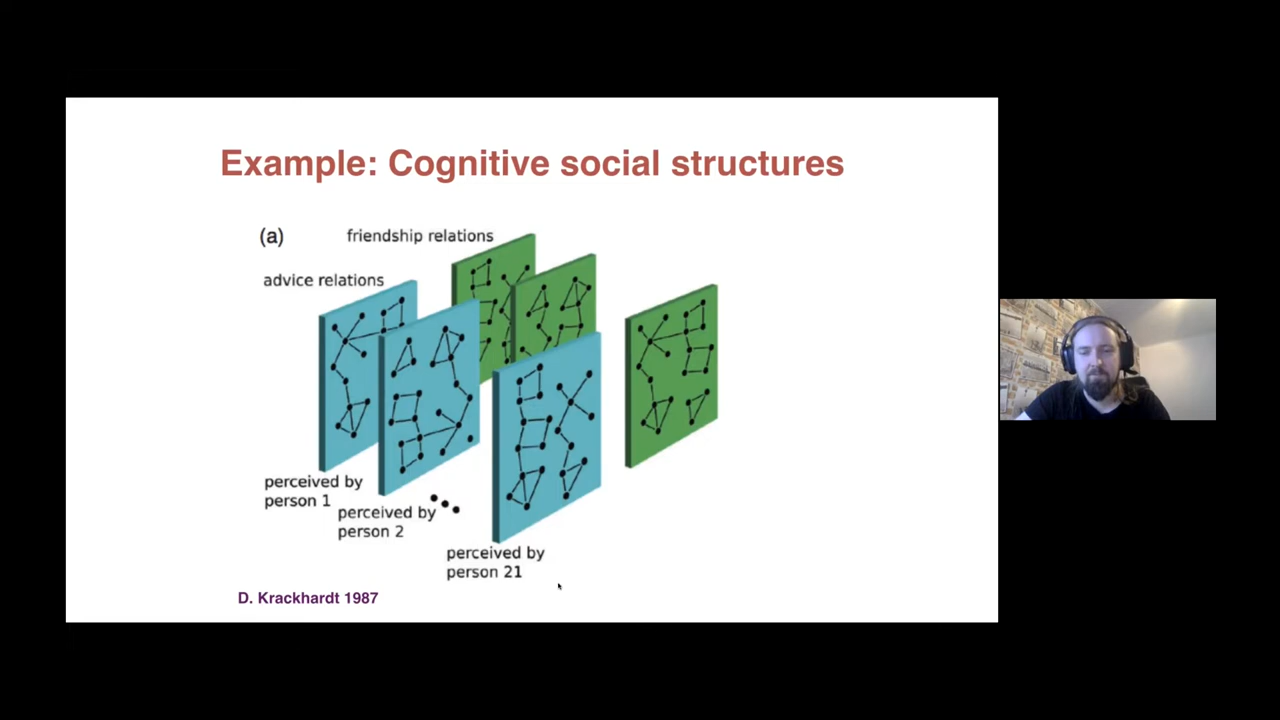 Example: Cognitive social structures
(a)
friendship relations
advice relations
perceived by
person 1
perceived by
person 2
perceived by
person 21
D. Krackhardt 1987